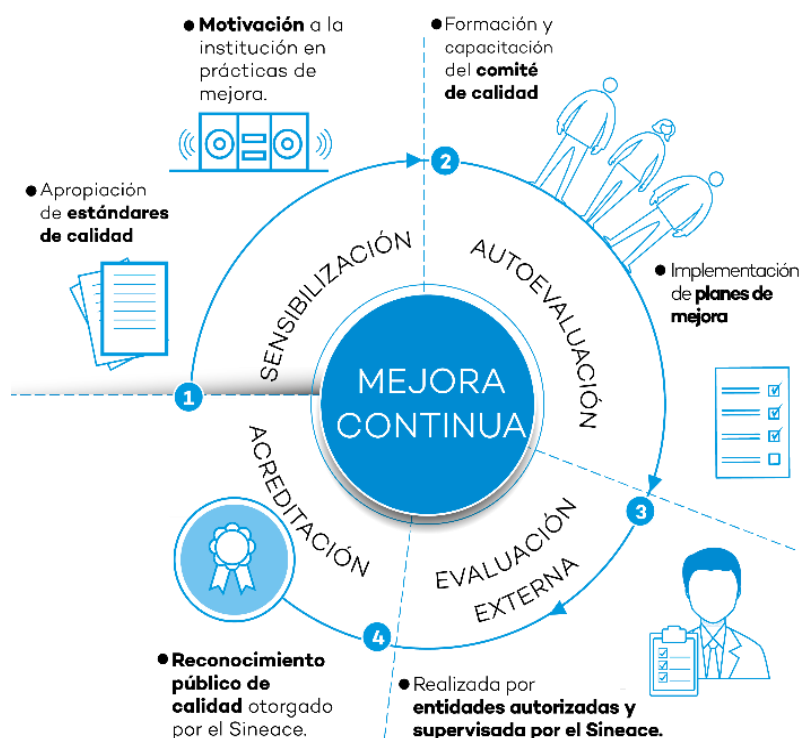 ● Motivación a la
institución en
prácticas de
mejora.
● Formación y
capacitación
del comité
de calidad
● Apropiación
de estándares
de calidad
● Implementación
de planes de
mejora
1
SENSIBILIZACIÓN
2
AUTOEVALUACIÓN
MEJORA
CONTINUA
3
EVALUACIÓN
EXTERNA
4
ACREDITACIÓN
● Reconocimiento
público de
calidad otorgado
por el Sineace.
● Realizada por
entidades autorizadas y
supervisada por el Sineace.